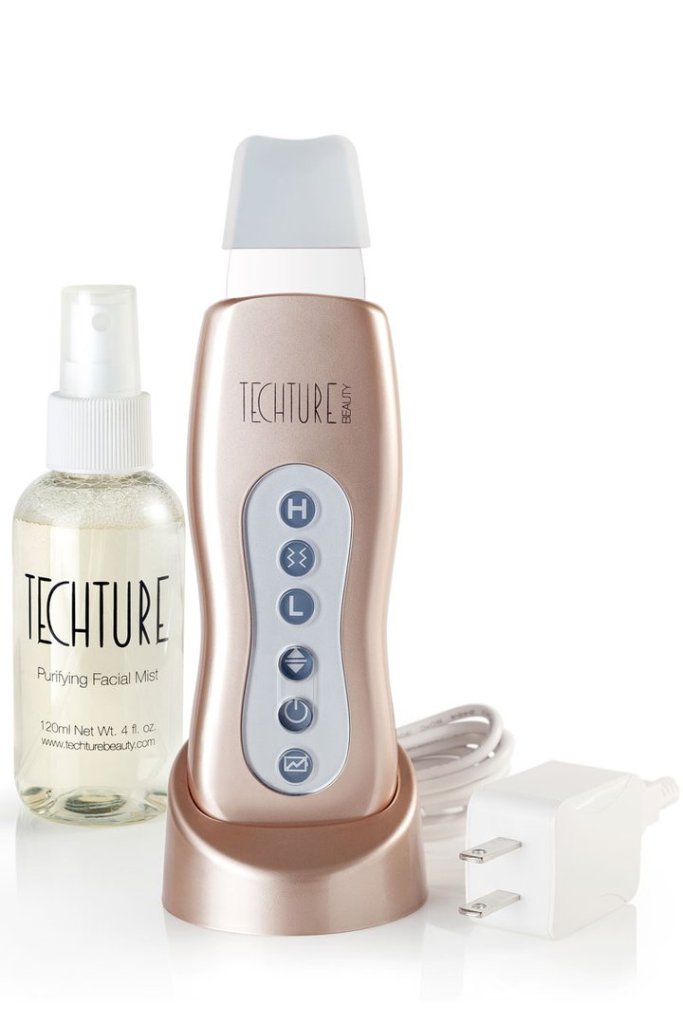 TECHTURE
BEAUTY
H
L
TECHTURE
Purifying Facial Mist
120ml Net Wt. 4 fl. oz.
www.techturebeauty.com